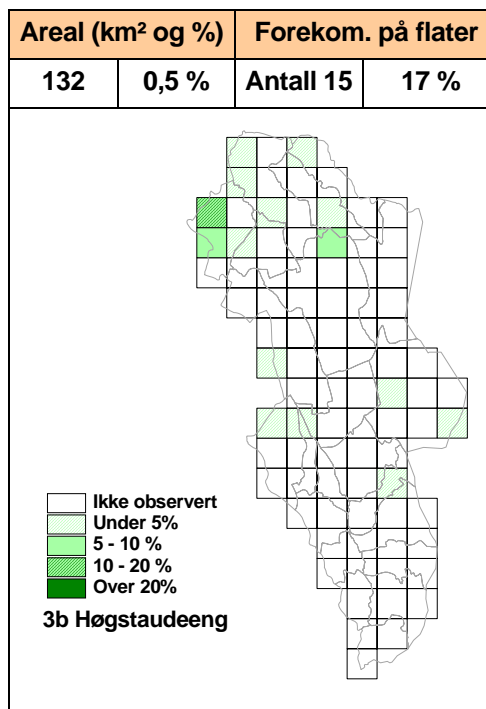 Areal (km² og %) Forekom. på flater
132 0,5 % Antall 15 17 %
Ikke observert
Under 5%
5 - 10 %
10 - 20 %
Over 20%
3b Høgstaudeeng